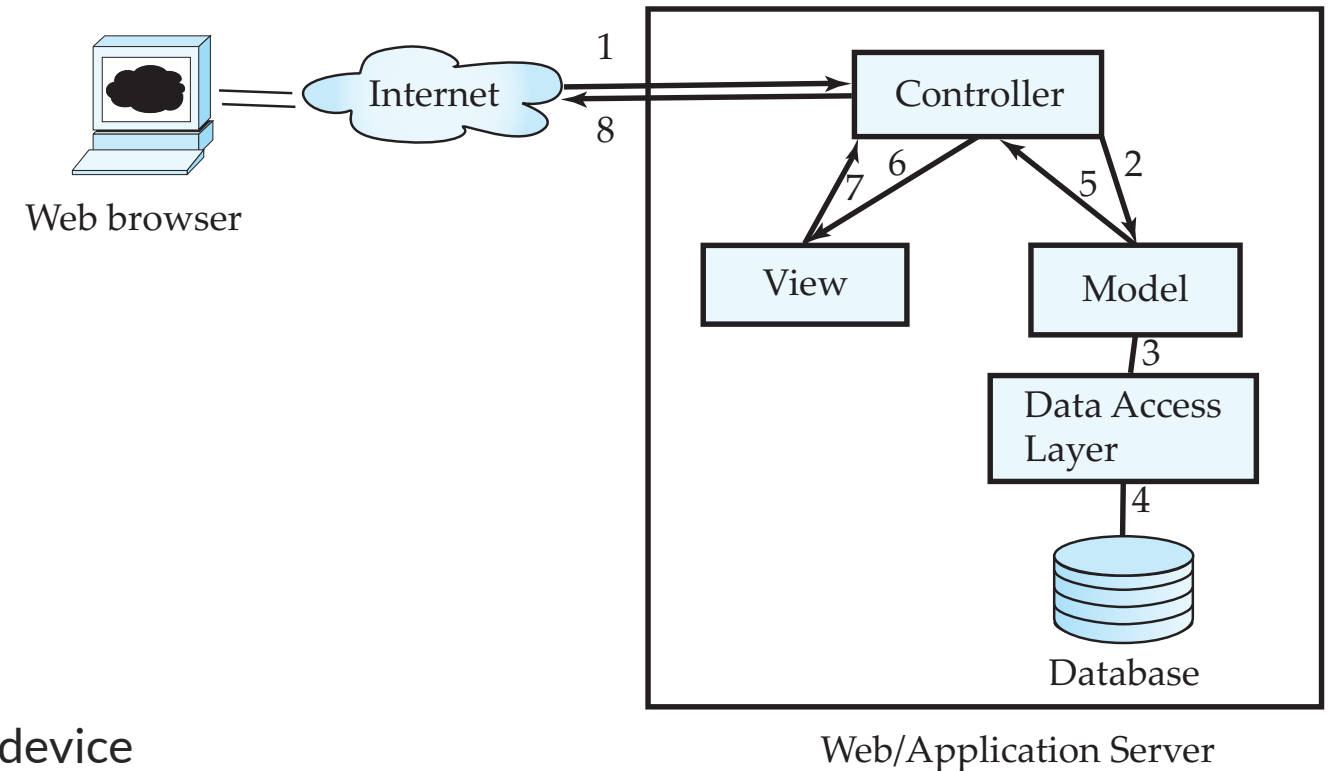 1
Internet
Controller
8
6
2
7
5
Web browser
View
Model
3
Data Access
Layer
4
Database
device
Web/Application Server